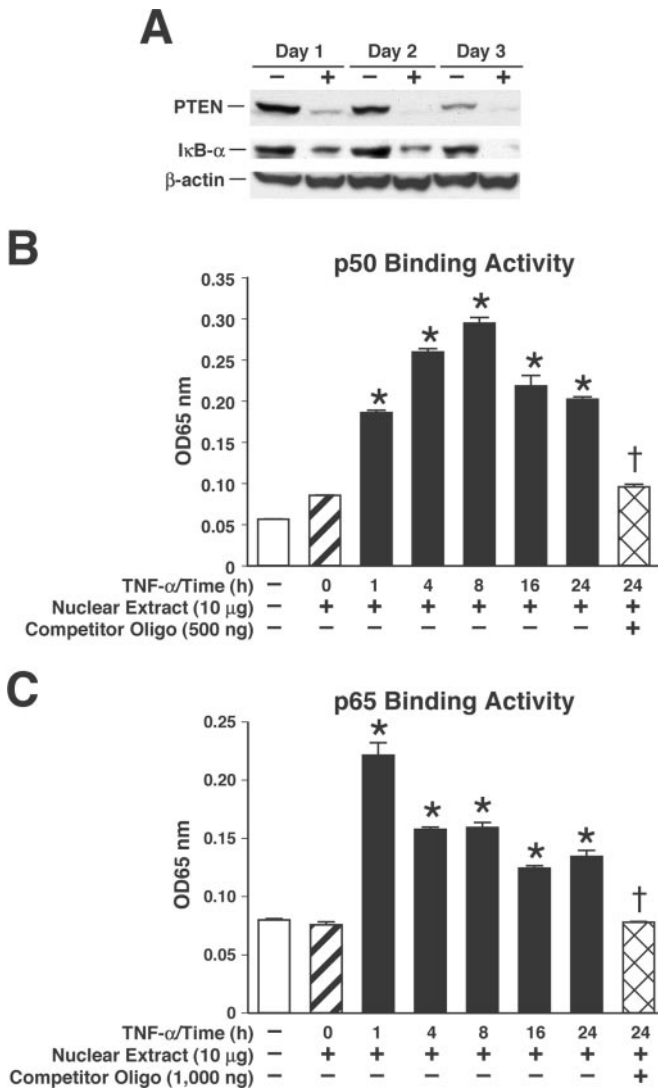 A
Day 1 Day 2 Day 3
− + − + − +
PTEN
IκB-α
β-actin
B
p50 Binding Activity
OD65 nm
0.35
0.30
0.25
0.20
0.15
0.10
0.05
0
* * * * * †
TNF-α/Time (h) − 0 1 4 8 16 24 24
Nuclear Extract (10 μg) − + + + + + + +
Competitor Oligo (500 ng) − − − − − − − +
C
p65 Binding Activity
OD65 nm
0.25
0.20
0.15
0.10
0.05
0
* * * * * †
TNF-α/Time (h) − 0 1 4 8 16 24 24
Nuclear Extract (10 μg) − + + + + + + +
Competitor Oligo (1,000 ng) − − − − − − − +